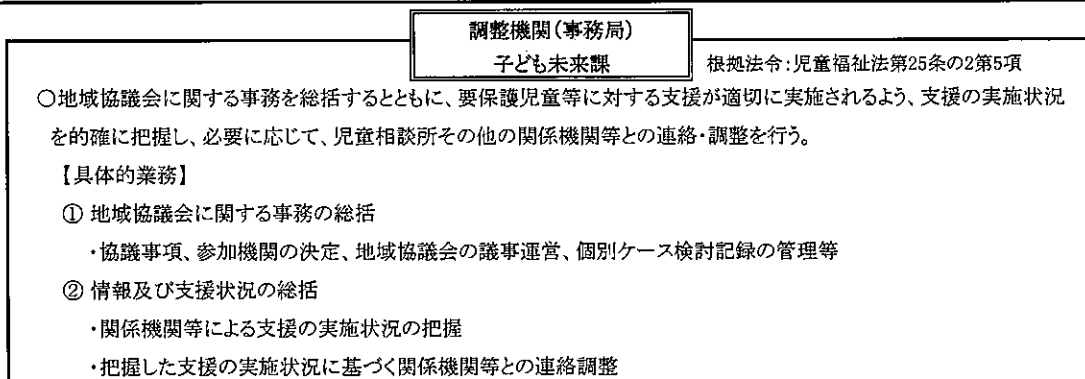 調整機関(事務局)
子ども未来課
根拠法令:児童福祉法第25条の2第5項
○地域協議会に関する事務を総括するとともに、要保護児童等に対する支援が適切に実施されるよう、支援の実施状況
を的確に把握し、必要に応じて、児童相談所その他の関係機関等との連絡・調整を行う。
【具体的業務】
① 地域協議会に関する事務の総括
・協議事項、参加機関の決定、地域協議会の議事運営、個別ケース検討記録の管理等
② 情報及び支援状況の総括
・関係機関等による支援の実施状況の把握
・把握した支援の実施状況に基づく関係機関等との連絡調整